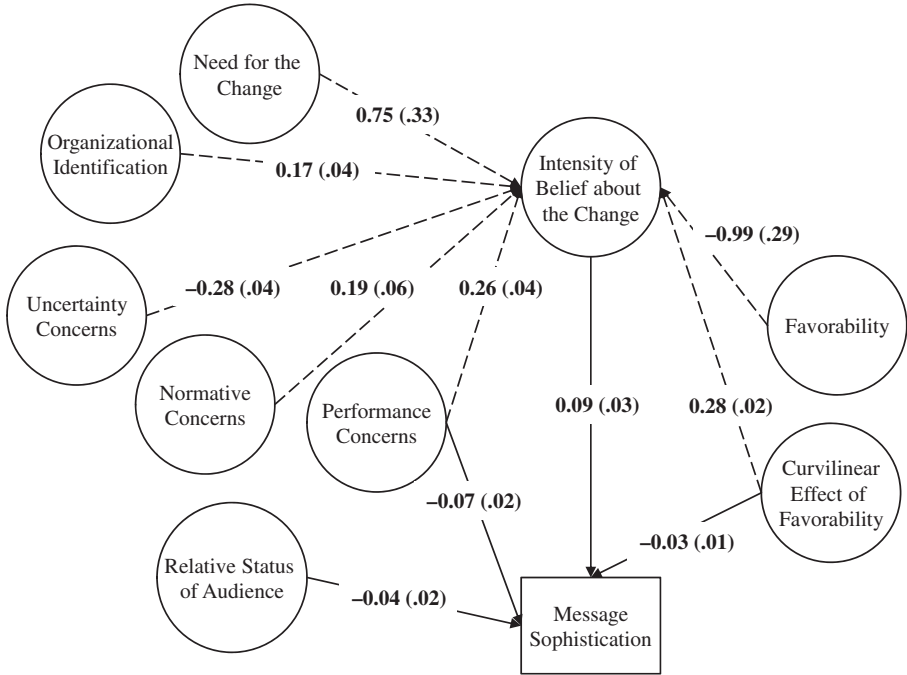 Need for the
Change
0.75 (.33)
Organizational
Identification
0.17 (.04)
Intensity of
Belief about
the Change
−0.99 (.29)
Uncertainty
Concerns
−0.28 (.04)
0.19 (.06)
0.26 (.04)
Favorability
Normative
Concerns
Performance
Concerns
0.09 (.03)
0.28 (.02)
Curvilinear
Effect of
Favorability
−0.07 (.02)
−0.03 (.01)
Relative Status
of Audience
−0.04 (.02)
Message
Sophistication